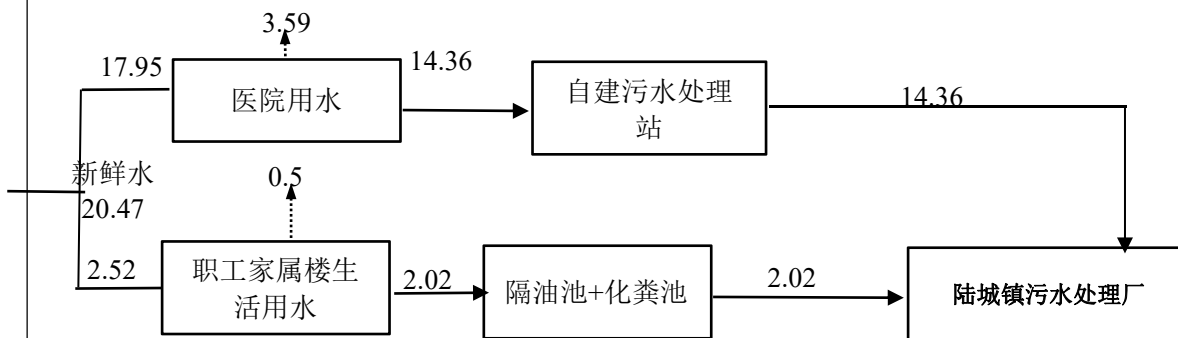 3.59
17.95
医院用水
14.36
自建污水处理
站
14.36
新鲜水
20.47
0.5
2.52
职工家属楼生
活用水
2.02
隔油池+化粪池
2.02
陆城镇污水处理厂